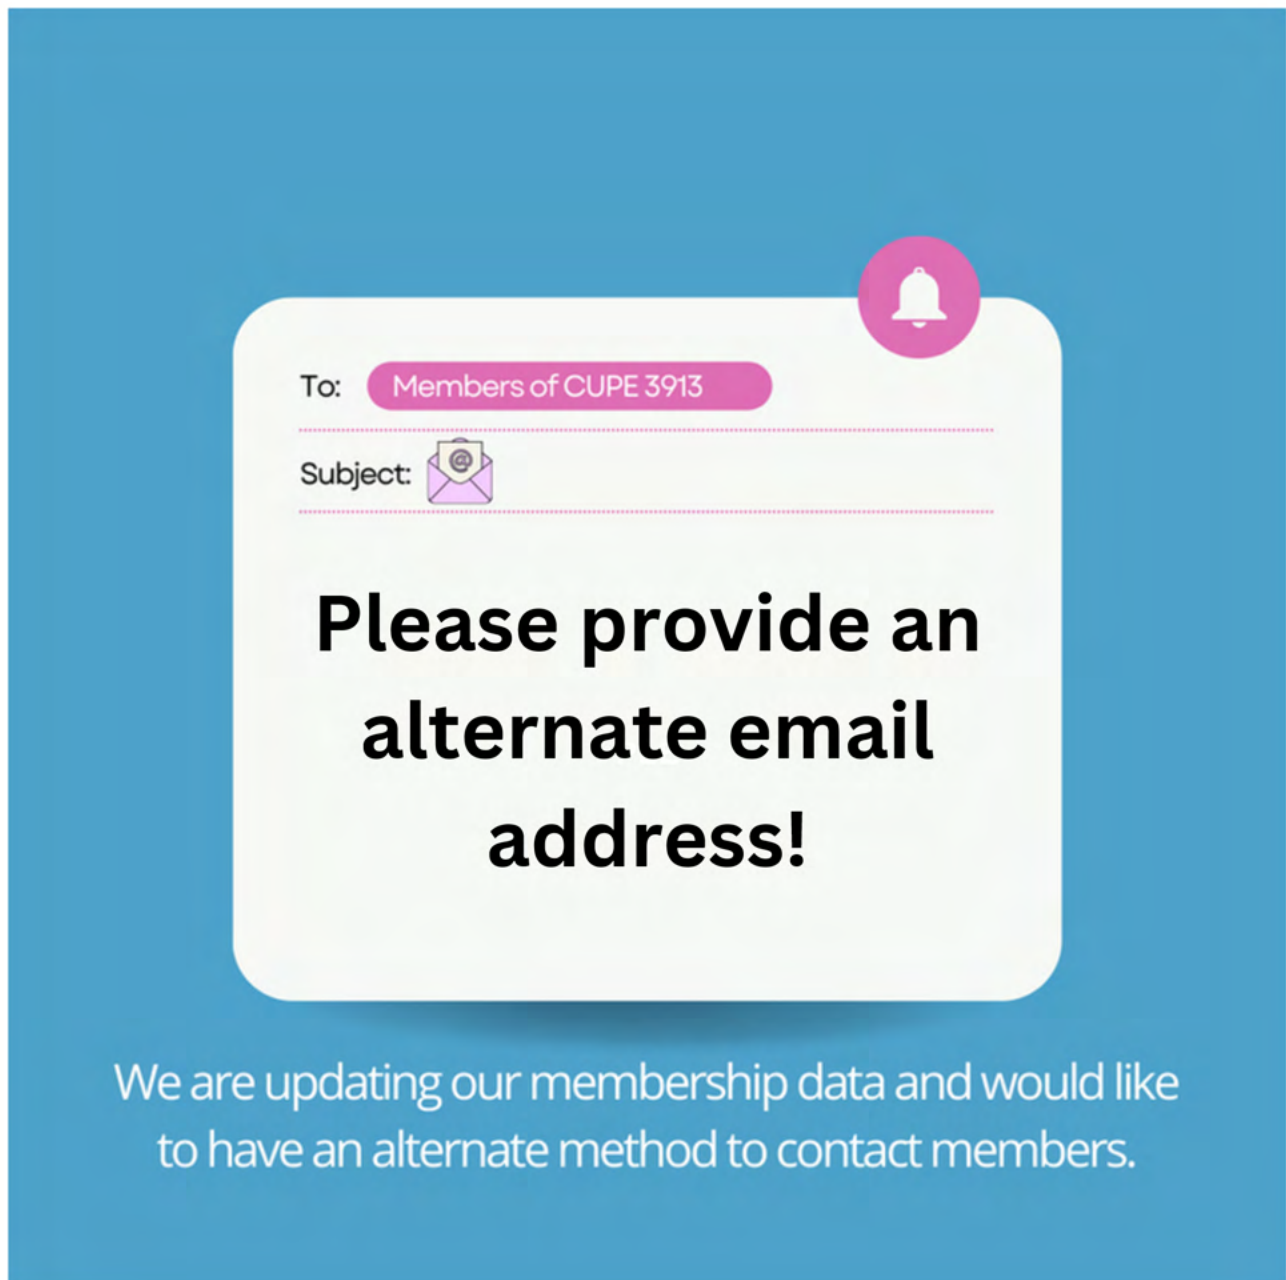 To: Members of CUPE 3913
Subject:
@
Please provide an
alternate email
address!
We are updating our membership data and would like
to have an alternate method to contact members.